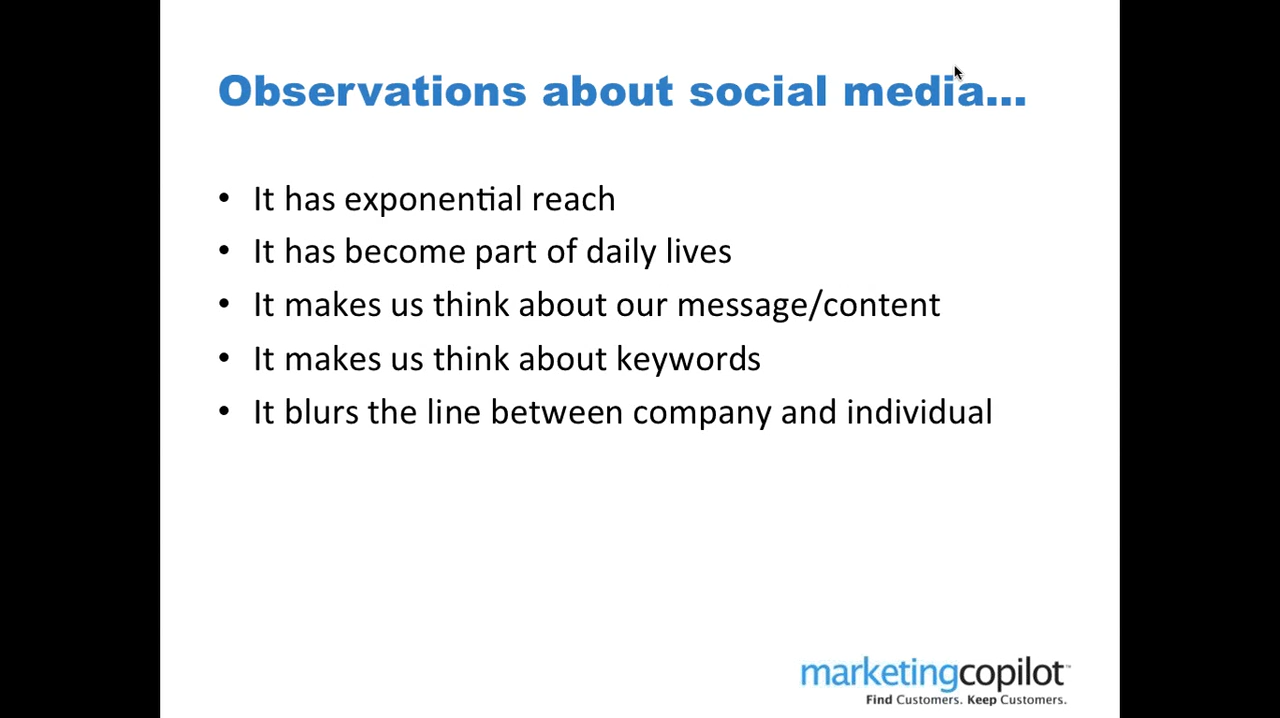 Observations about social media...
• It has exponential reach
• It has become part of daily lives
• It makes us think about our message/content
• It makes us think about keywords
• It blurs the line between company and individual
marketingcopilot™
Find Customers. Keep Customers.